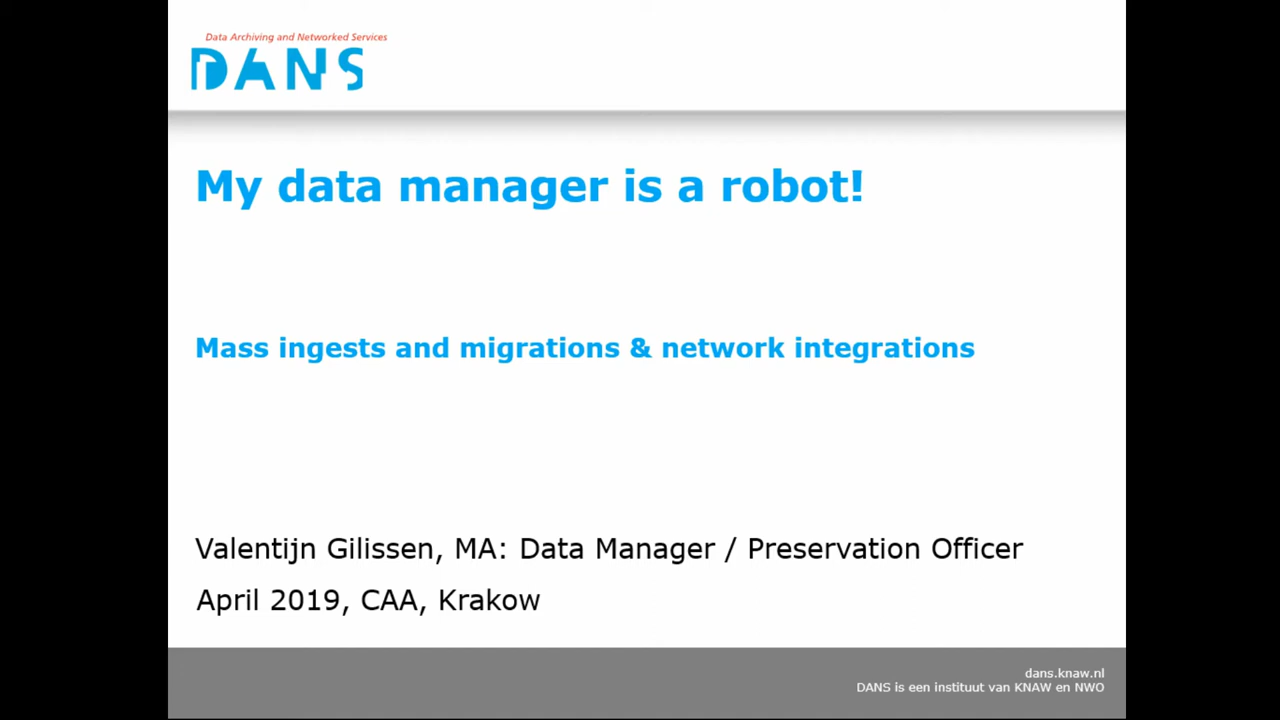 Data Archiving and Networked Services
DANS
My data manager is a robot!
Mass ingests and migrations & network integrations
Valentijn Gilissen, MA: Data Manager / Preservation Officer
April 2019, CAA, Krakow
dans.knaw.nl
DANS is een instituut van KNAW en NWO